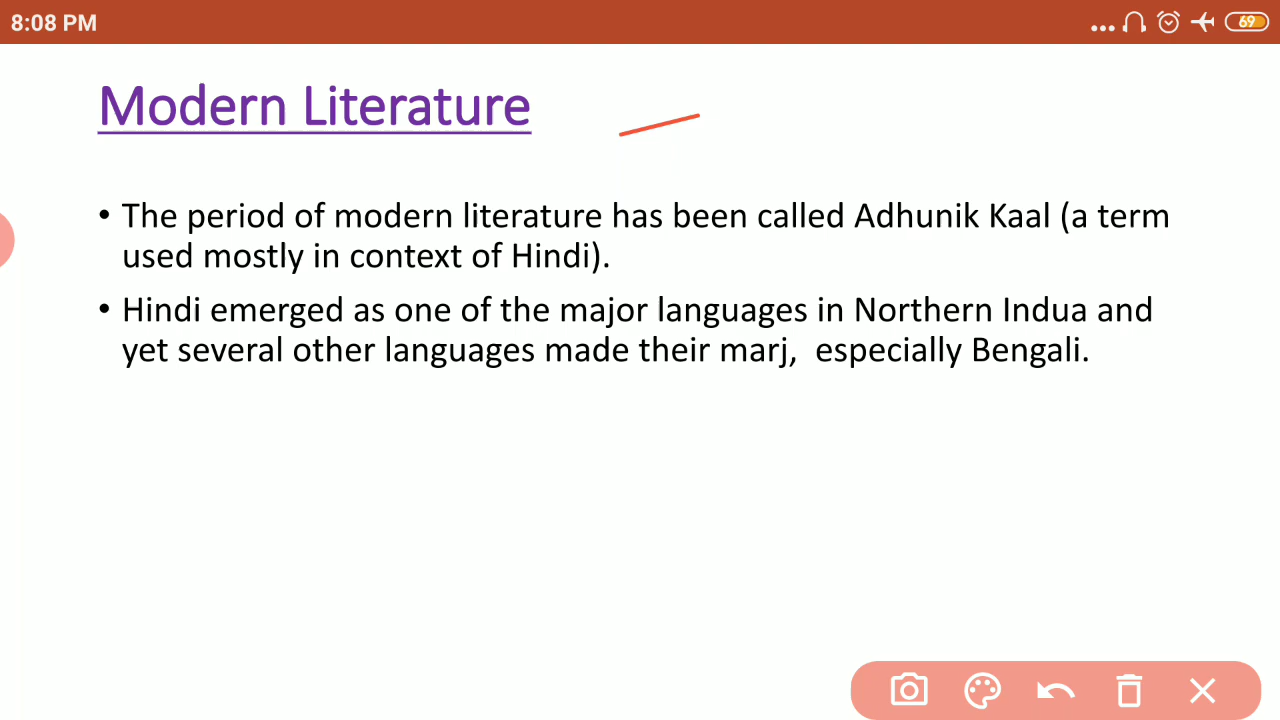 8:08 PM
69
Modern Literature
• The period of modern literature has been called Adhunik Kaal (a term
used mostly in context of Hindi).
• Hindi emerged as one of the major languages in Northern Indua and
yet several other languages made their marj,  especially Bengali.